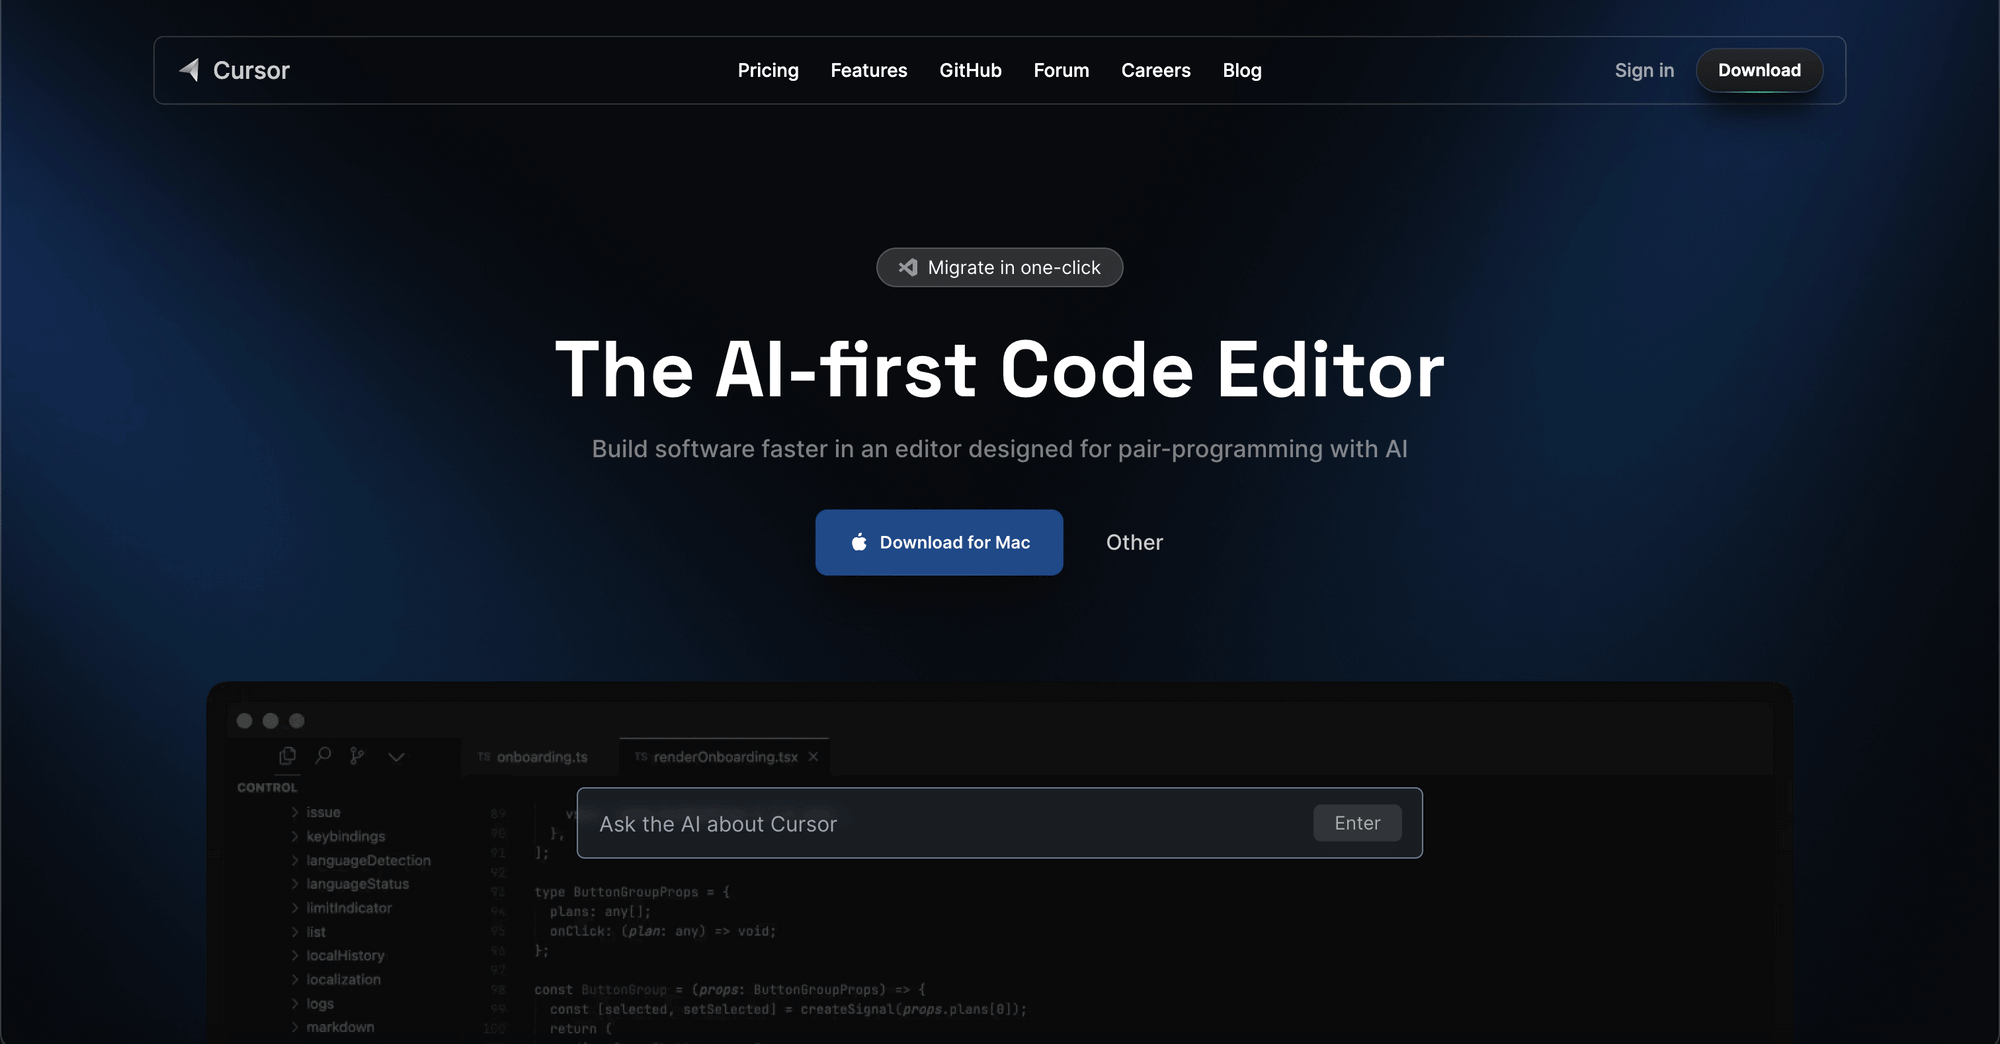 Cursor
Pricing Features GitHub Forum Careers Blog
Sign in Download
Migrate in one-click
The AI-first Code Editor
Build software faster in an editor designed for pair-programming with AI
Download for Mac Other
TS onboarding.ts TS renderOnboarding.tsx
CONTROL
issue
keybindings
languageDetection
languageStatus
limitIndicator
list
localHistory
localization
logs
markdown
Ask the AI about Cursor Enter
89
90 },
91 ];
92
93 type ButtonGroupProps = {
94 plans: any[];
95 onClick: (plan: any) => void;
96 };
97
98 const ButtonGroup = (props: ButtonGroupProps) => {
99 const [selected, setSelected] = createSignal(props.plans[0]);
100 return (